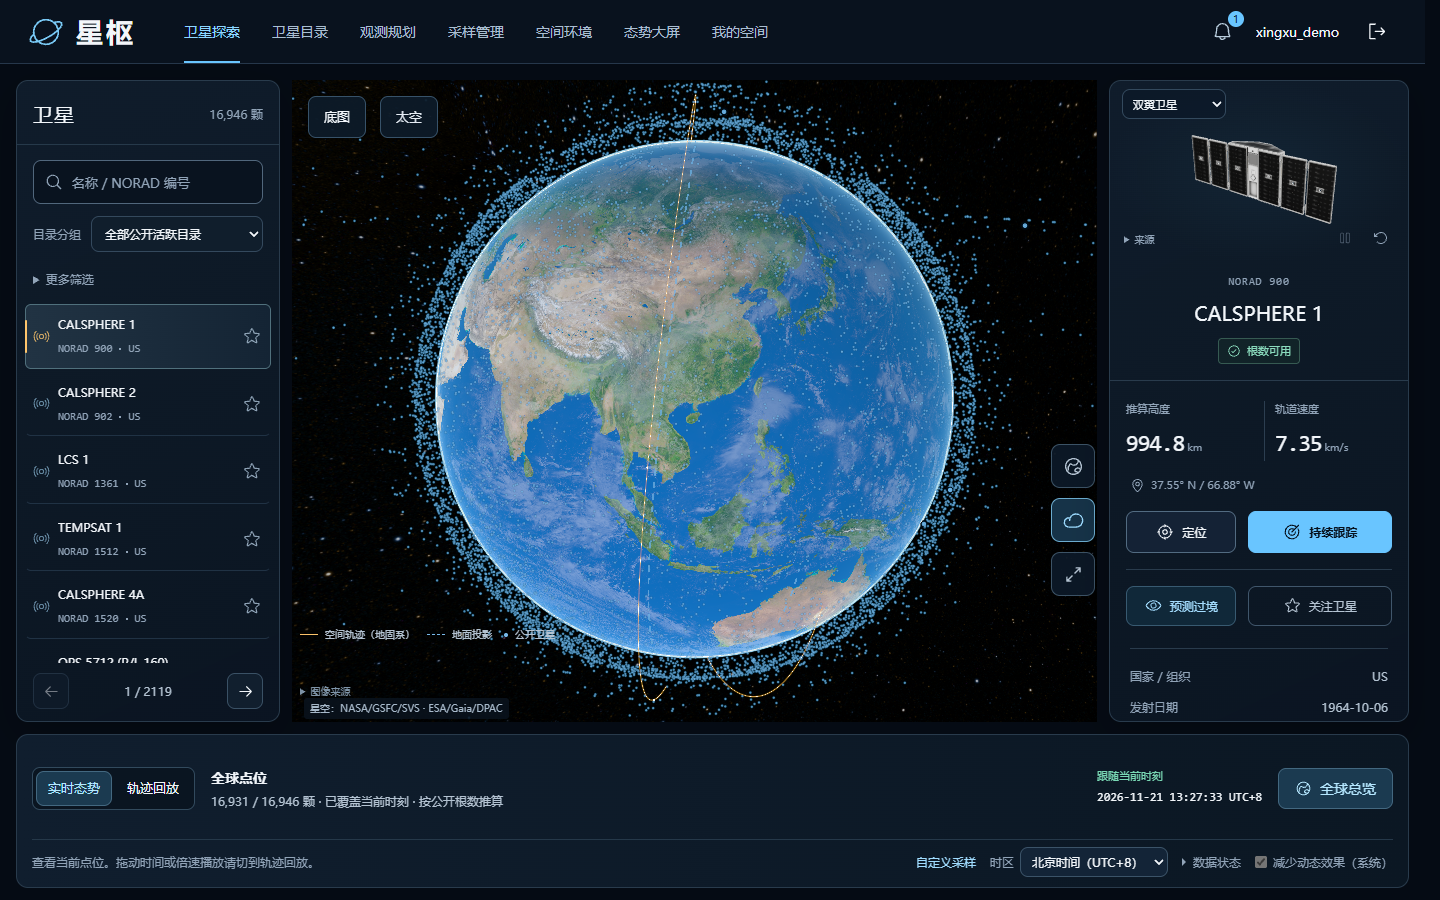 星枢
卫星探索 卫星目录 观测规划 采样管理 空间环境 态势大屏 我的空间
1
xingxu_demo
卫星
16,946 颗
名称 / NORAD 编号
目录分组 全部公开活跃目录
更多筛选
CALSPHERE 1
NORAD 900 · US
CALSPHERE 2
NORAD 902 · US
LCS 1
NORAD 1361 · US
TEMPSAT 1
NORAD 1512 · US
CALSPHERE 4A
NORAD 1520 · US
OPS 5712 (P/L 160)
1 / 2119
底图 太空
空间轨迹（地固系） 地面投影 公开卫星
图像来源
星空：NASA/GSFC/SVS · ESA/Gaia/DPAC
双翼卫星
来源
NORAD 900
CALSPHERE 1
根数可用
推算高度 轨道速度
994.8 km 7.35 km/s
37.55° N / 66.88° W
定位 持续跟踪
预测过境 关注卫星
国家 / 组织 US
发射日期 1964-10-06
实时态势 轨迹回放
全球点位
16,931 / 16,946 颗 · 已覆盖当前时刻 · 按公开根数推算
跟随当前时刻
2026-11-21 13:27:33 UTC+8
全球总览
查看当前点位。拖动时间或倍速播放请切到轨迹回放。
自定义采样 时区 北京时间（UTC+8） 数据状态 减少动态效果（系统）